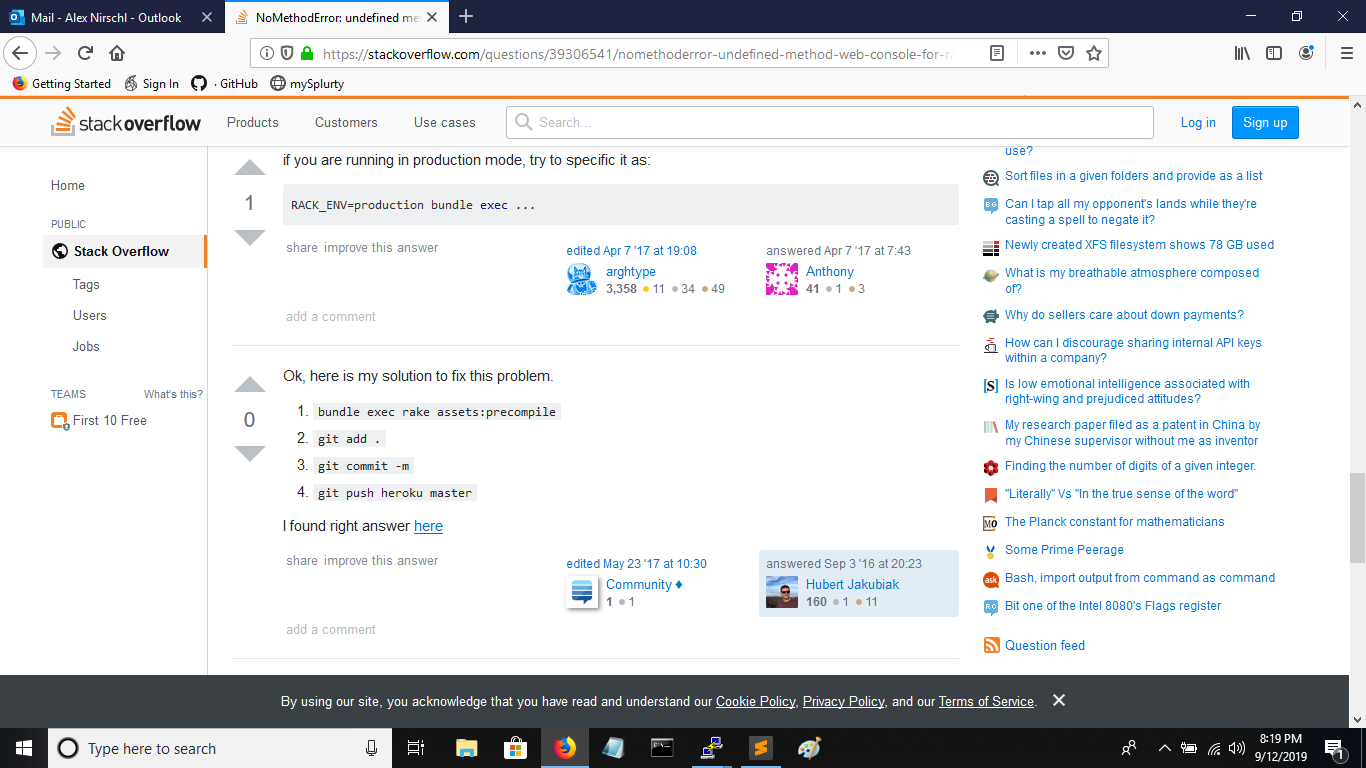 Mail - Alex Nirschl - Outlook
NoMethodError: undefined me
https://stackoverflow.com/questions/39306541/nomethoderror-undefined-method-web-console-for-ra
Getting Started
Sign In
· GitHub
mySplurty
stackoverflow
Products
Customers
Use cases
Search...
Log in
Sign up
Home
PUBLIC
Stack Overflow
Tags
Users
Jobs
TEAMS
What's this?
First 10 Free
1
if you are running in production mode, try to specific it as:
RACK_ENV=production bundle exec ...
share improve this answer
edited Apr 7 '17 at 19:08
arghtype
3,358 11 34 49
answered Apr 7 '17 at 7:43
Anthony
41 1 3
add a comment
0
Ok, here is my solution to fix this problem.
1. bundle exec rake assets:precompile
2. git add .
3. git commit -m
4. git push heroku master
I found right answer here
share improve this answer
edited May 23 '17 at 10:30
Community ♦
1 1
answered Sep 3 '16 at 20:23
Hubert Jakubiak
160 1 11
add a comment
use?
Sort files in a given folders and provide as a list
BG
Can I tap all my opponent's lands while they're
casting a spell to negate it?
Newly created XFS filesystem shows 78 GB used
What is my breathable atmosphere composed
of?
Why do sellers care about down payments?
How can I discourage sharing internal API keys
within a company?
[S]
Is low emotional intelligence associated with
right-wing and prejudiced attitudes?
My research paper filed as a patent in China by
my Chinese supervisor without me as inventor
Finding the number of digits of a given integer.
"Literally" Vs "In the true sense of the word"
MO
The Planck constant for mathematicians
Some Prime Peerage
ask
Bash, import output from command as command
RC
Bit one of the Intel 8080's Flags register
Question feed
By using our site, you acknowledge that you have read and understand our Cookie Policy, Privacy Policy, and our Terms of Service.
Type here to search
8:19 PM
9/12/2019
1